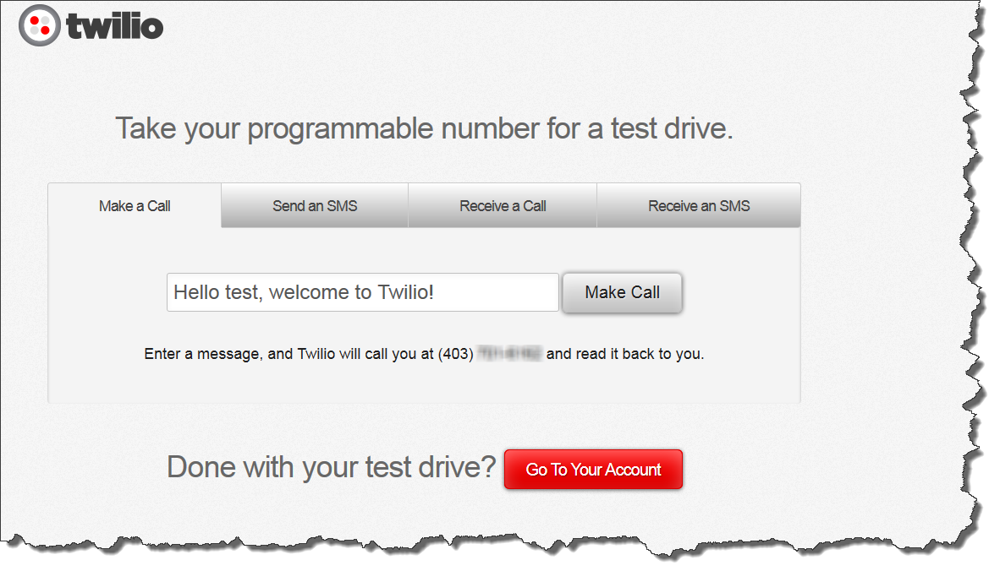 twilio
Take your programmable number for a test drive.
Make a Call
Send an SMS
Receive a Call
Receive an SMS
Hello test, welcome to Twilio!
Make Call
Enter a message, and Twilio will call you at (403) and read it back to you.
Done with your test drive?
Go To Your Account